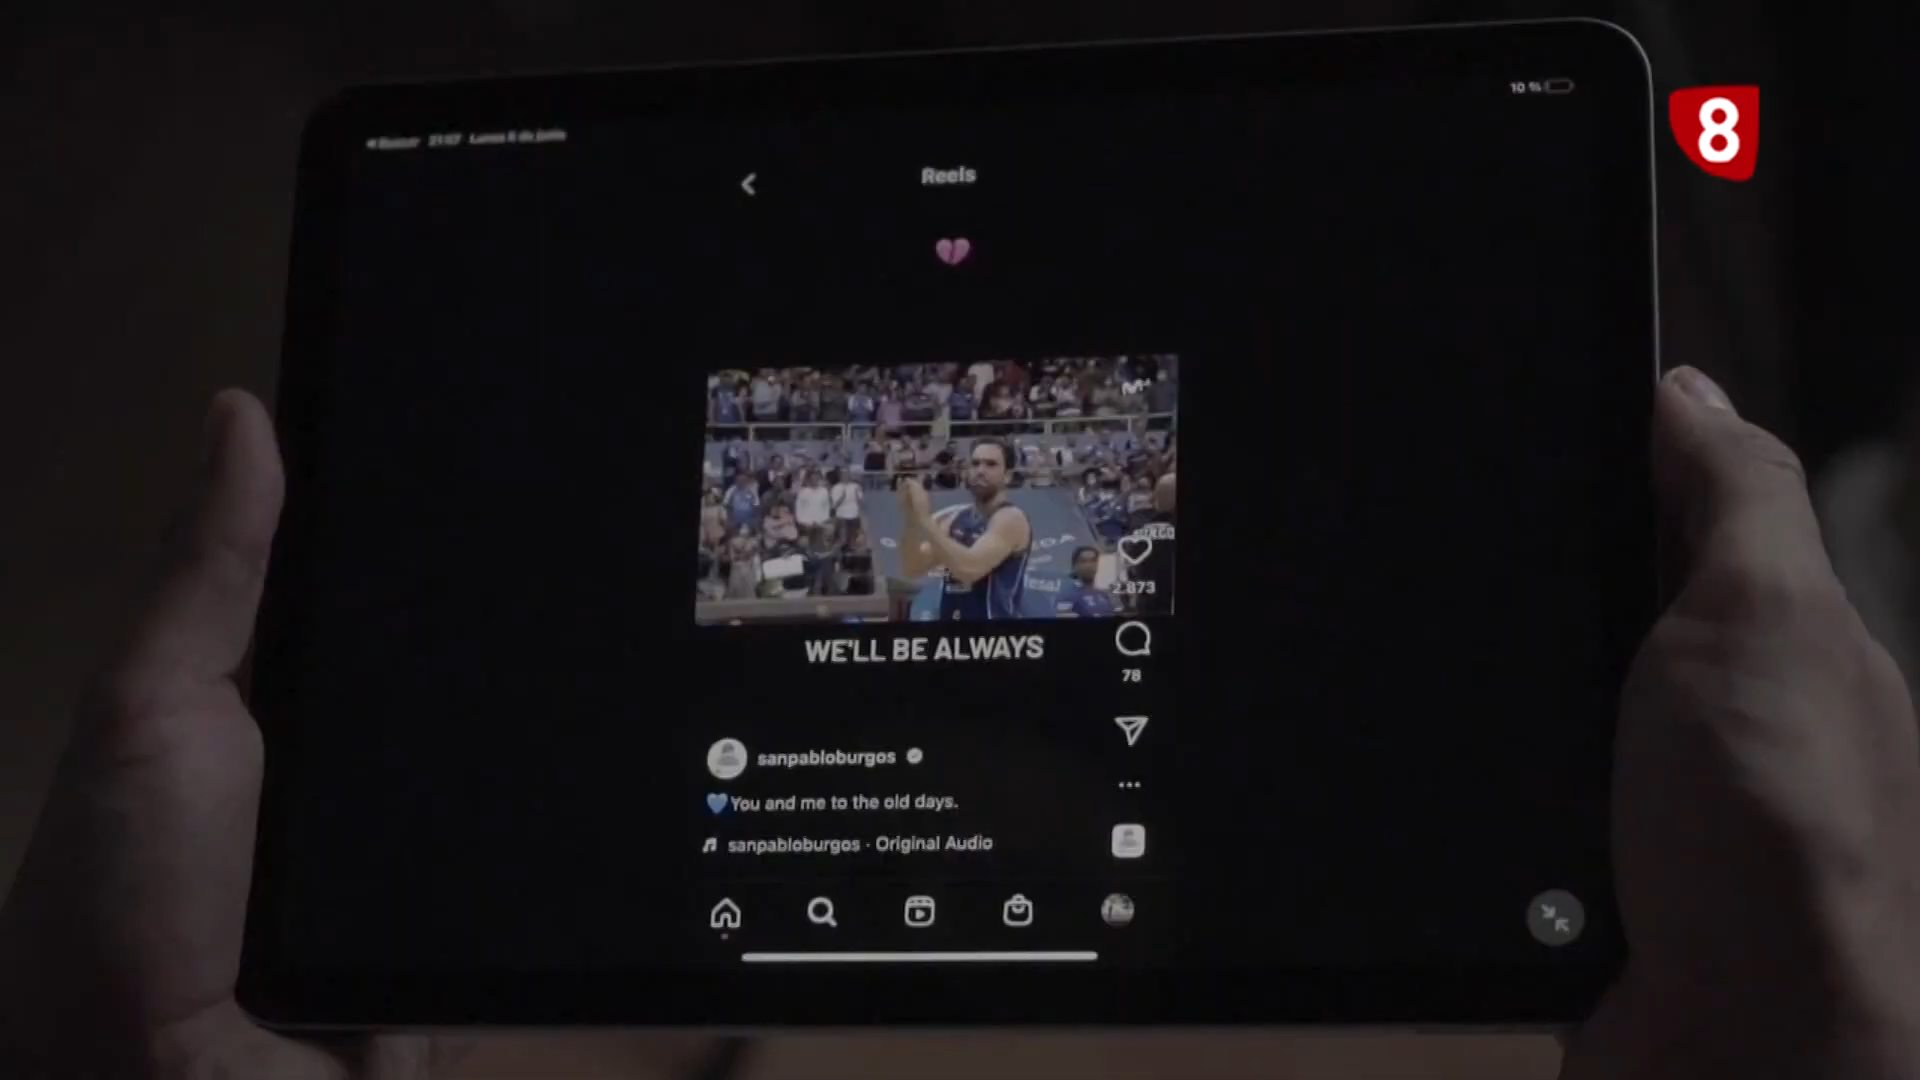 10 %
8
Reels
2.873
WE'LL BE ALWAYS
78
sanpabloburgos
You and me to the old days.
sanpabloburgos · Original Audio